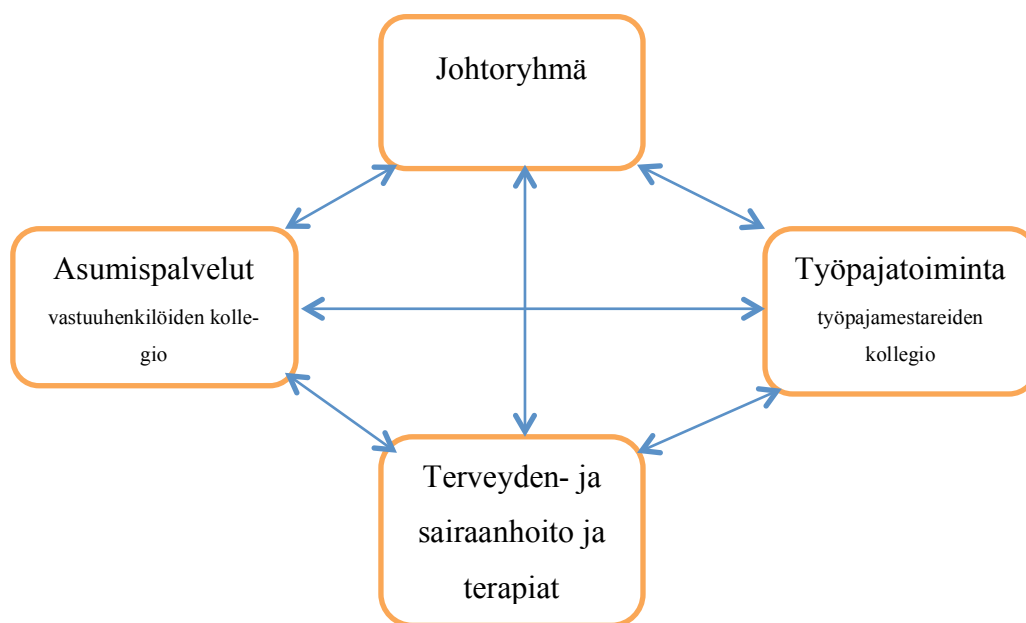 Johtoryhmä
Asumispalvelut
vastuuhenkilöiden kolle-
gio
Työpajatoiminta
työpajamestareiden
kollegio
Terveyden- ja
sairaanhoito ja
terapiat